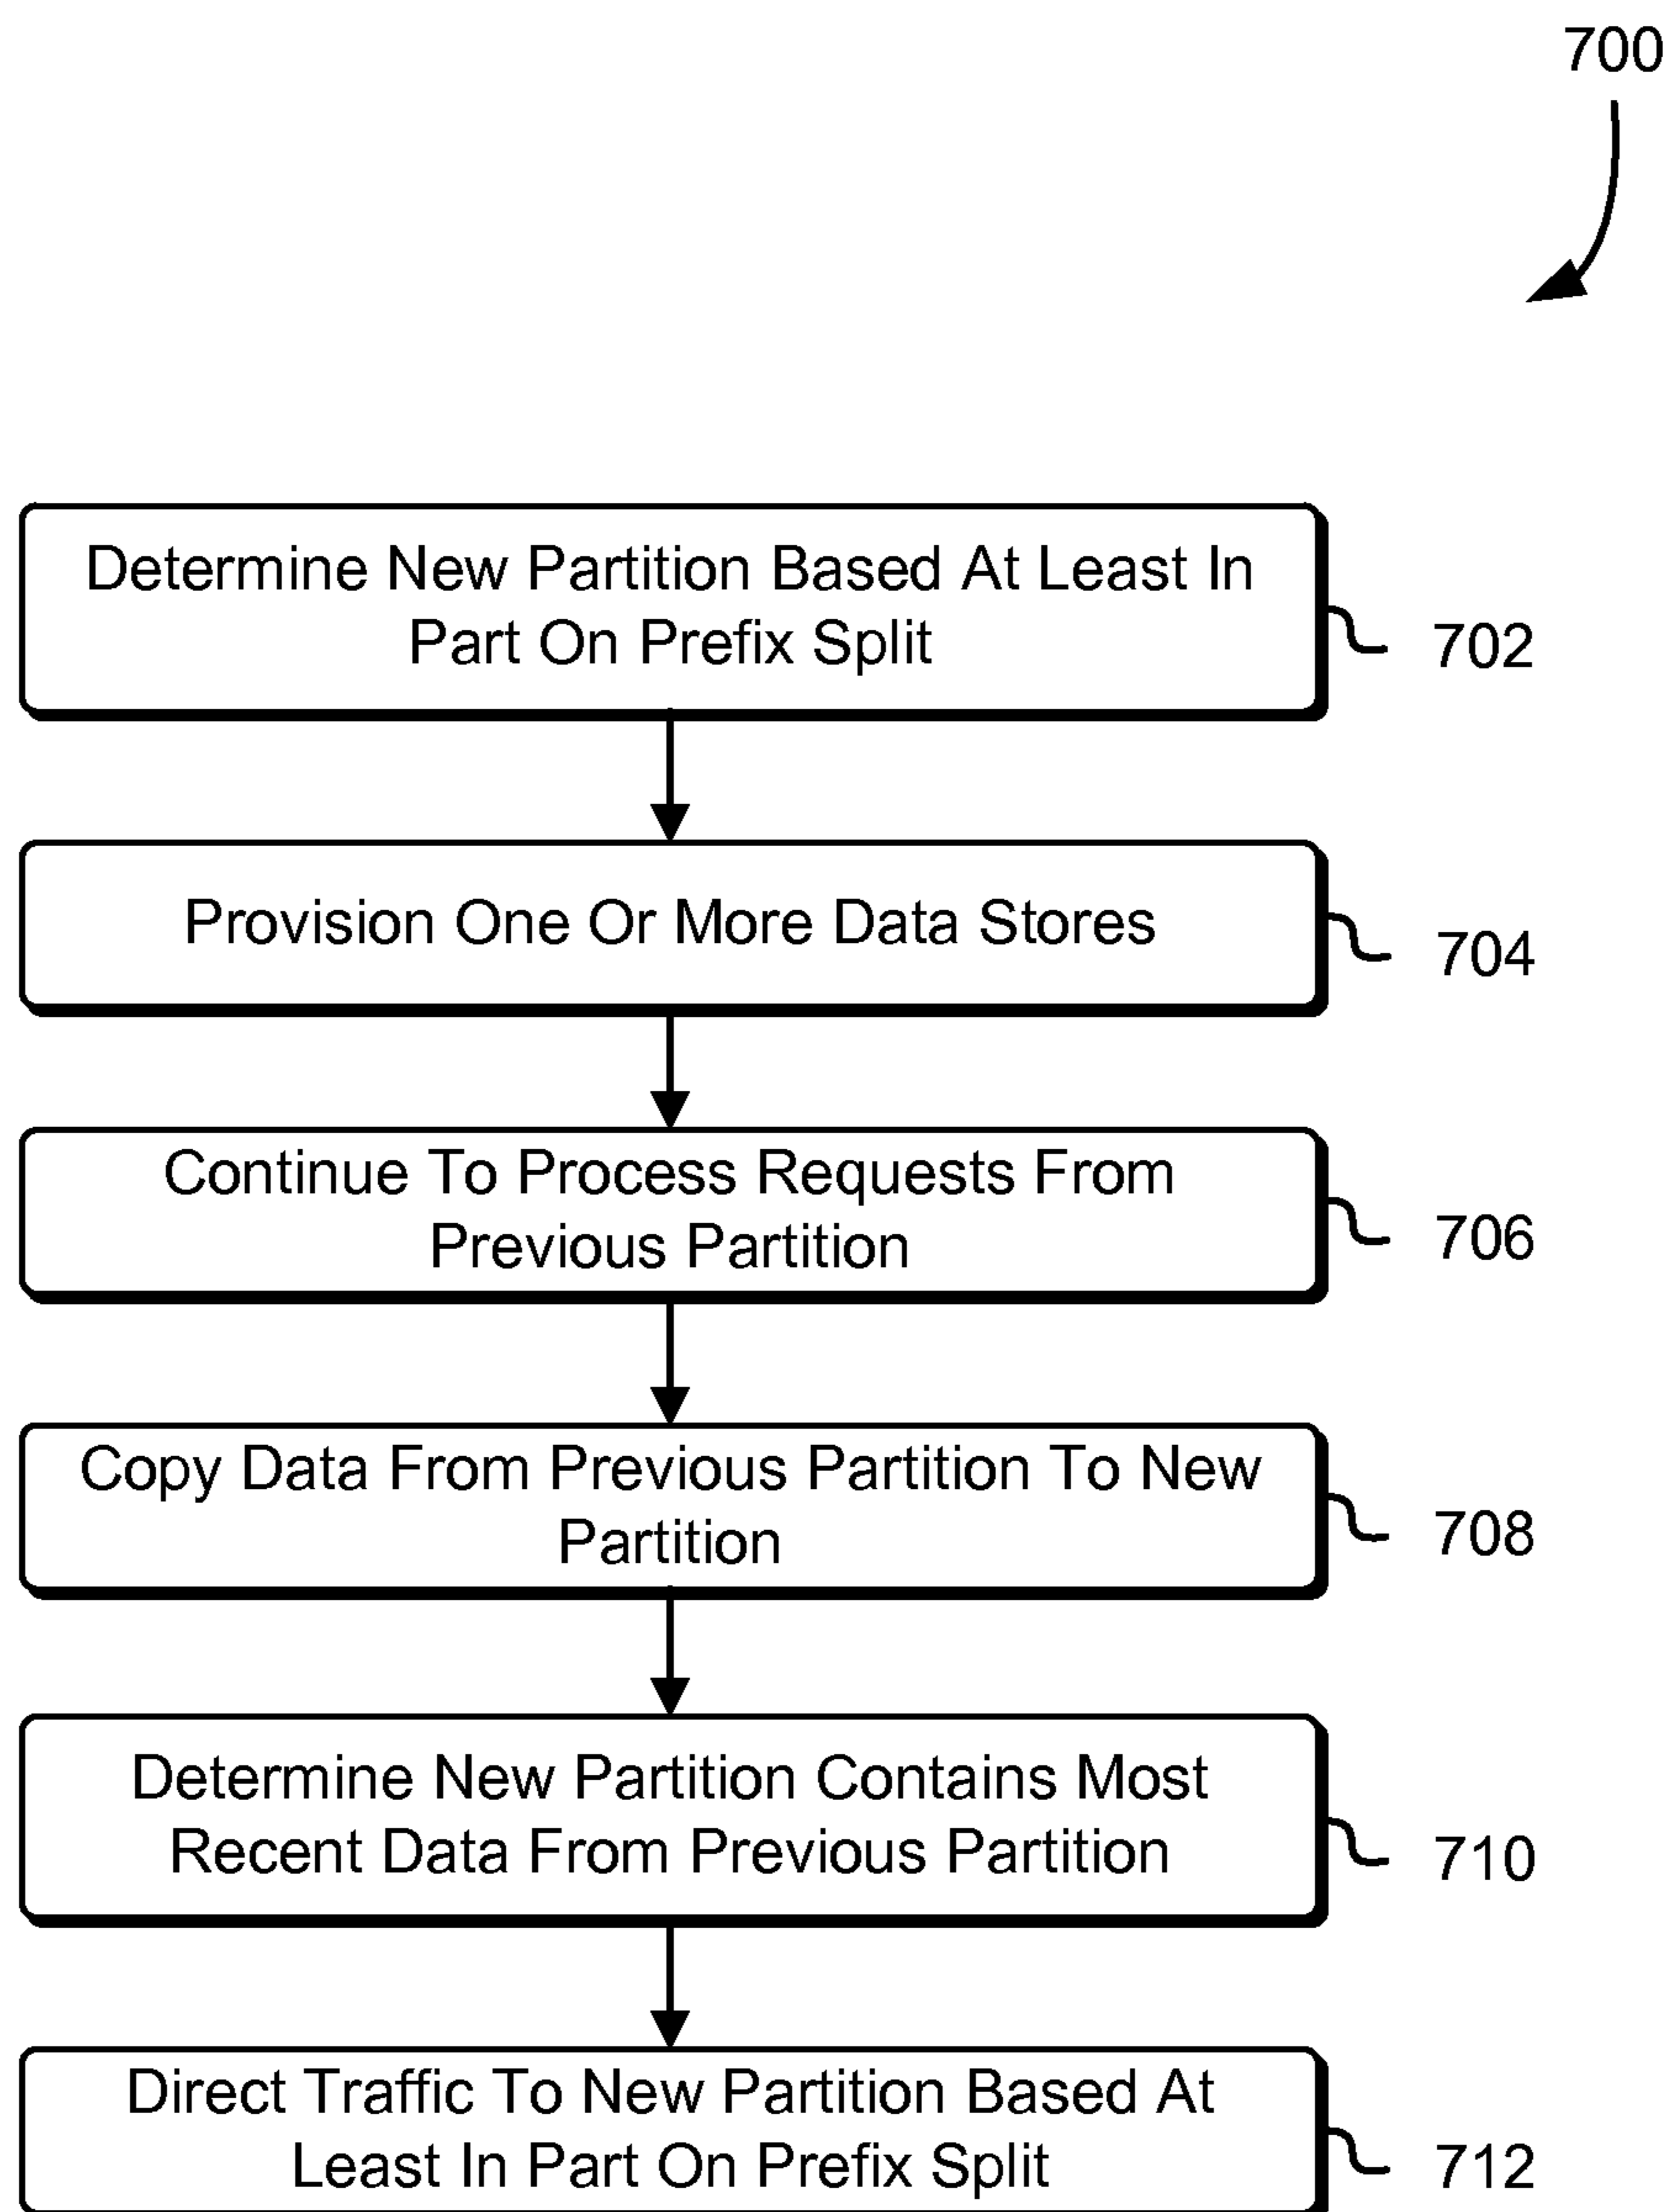 700
Determine New Partition Based At Least In
Part On Prefix Split
702
Provision One Or More Data Stores
704
Continue To Process Requests From
Previous Partition
706
Copy Data From Previous Partition To New
Partition
708
Determine New Partition Contains Most
Recent Data From Previous Partition
710
Direct Traffic To New Partition Based At
Least In Part On Prefix Split
712